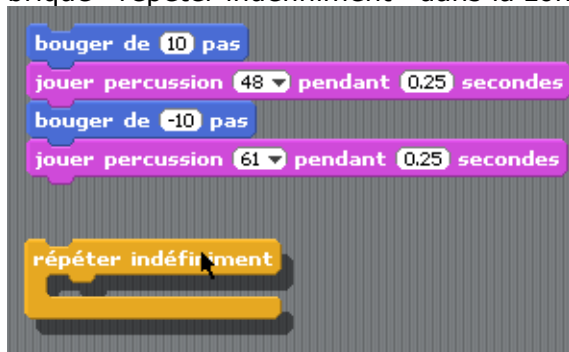 bouger de 10 pas
jouer percussion 48 pendant 0.25 secondes
bouger de -10 pas
jouer percussion 61 pendant 0.25 secondes
répéter indéfiniment